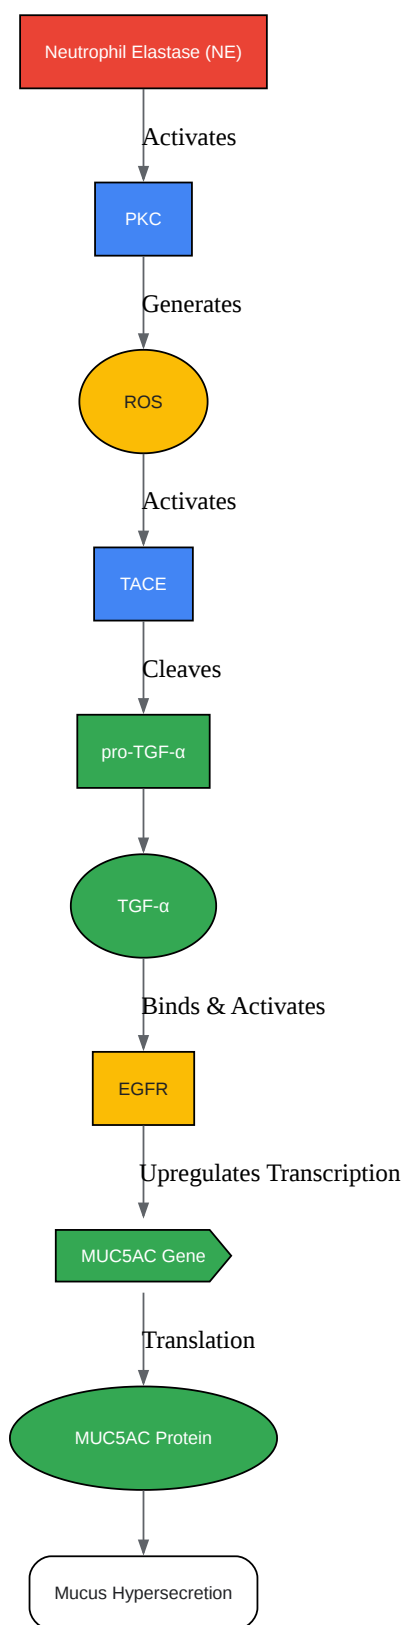 Neutrophil Elastase (NE)
Activates
PKC
Generates
ROS
Activates
TACE
Cleaves
pro-TGF-α
TGF-α
Binds & Activates
EGFR
Upregulates Transcription
MUC5AC Gene
Translation
MUC5AC Protein
Mucus Hypersecretion